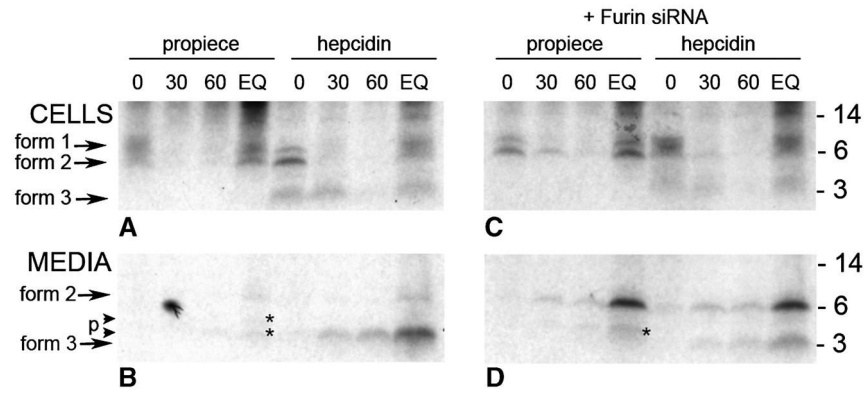 + Furin siRNA
propiece hepcidin propiece hepcidin
0 30 60 EQ 0 30 60 EQ 0 30 60 EQ 0 30 60 EQ
CELLS
- 14
form 1
form 2
- 6
form 3
- 3
A C
MEDIA
- 14
form 2
- 6
p
*
* *
form 3
- 3
B D